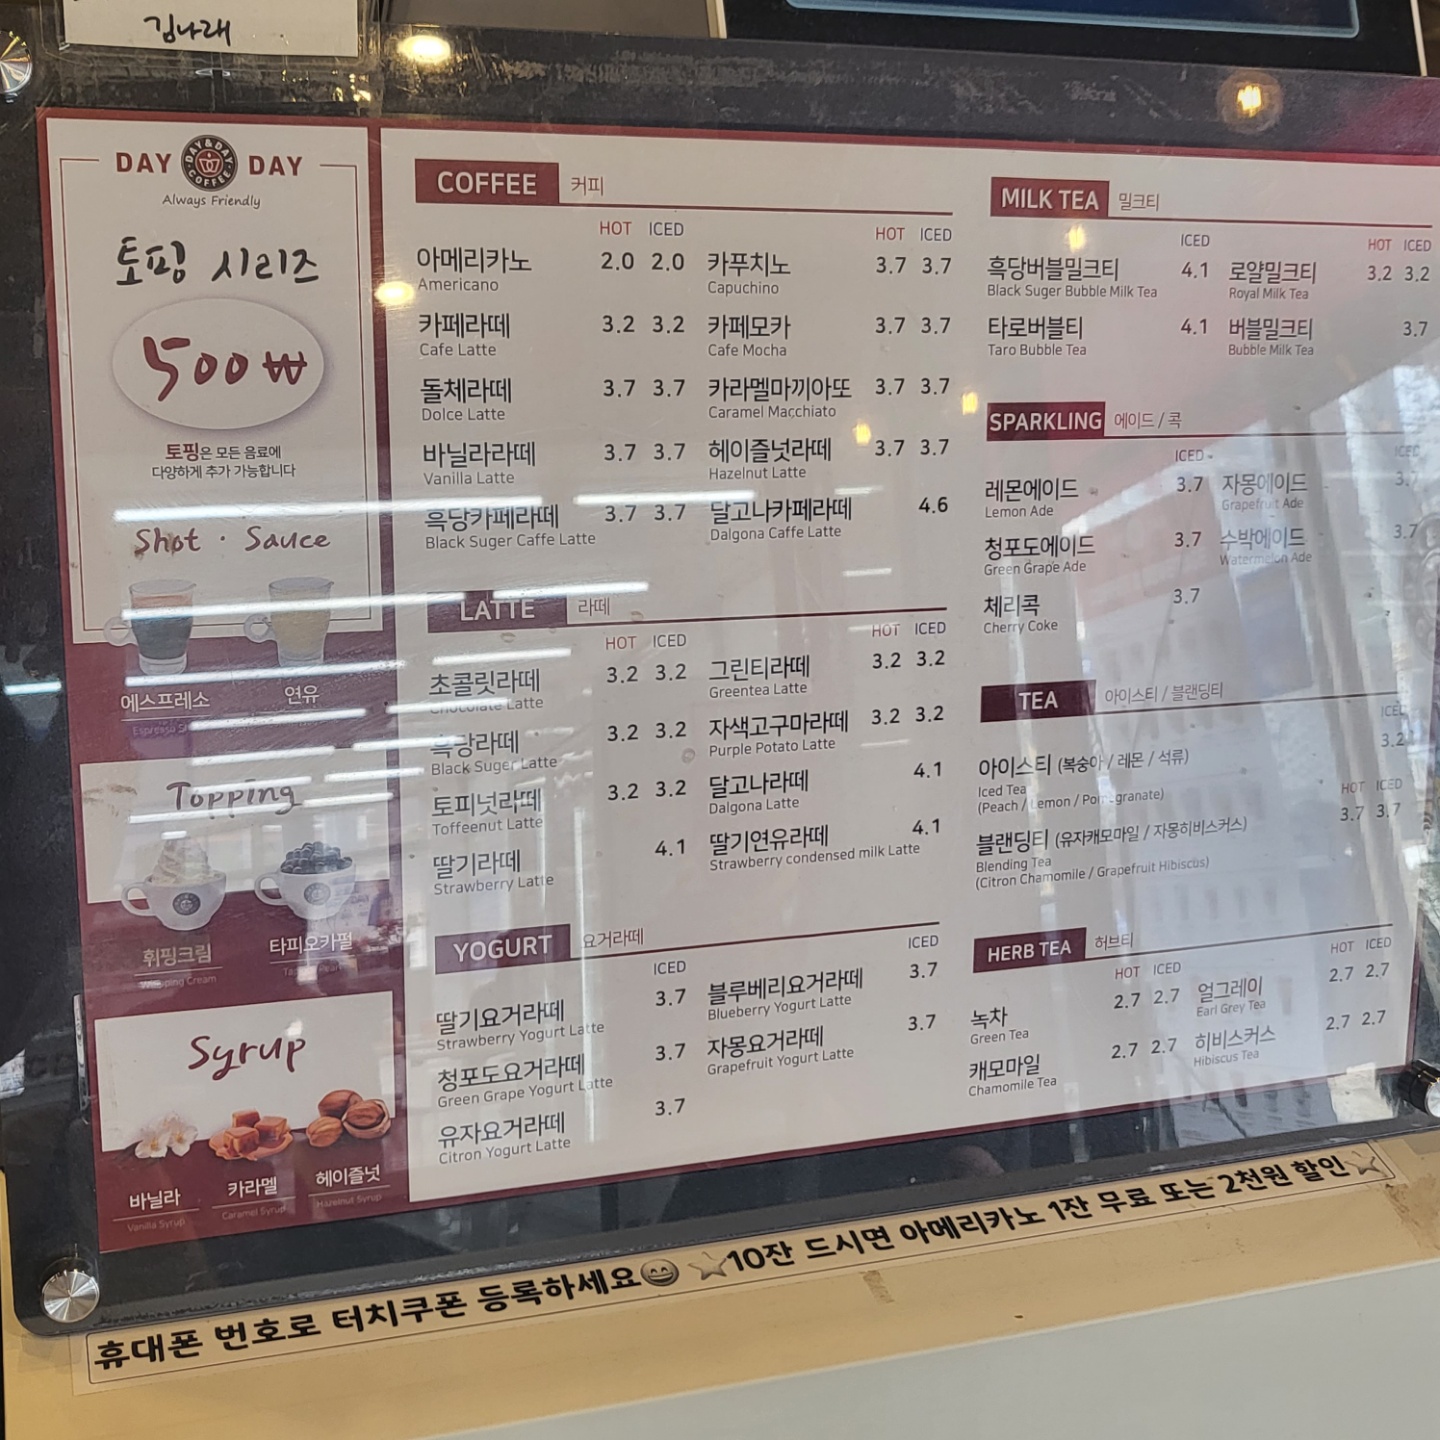 김나래
DAY DAY
DAY&DAY COFFEE
Always Friendly
토핑 시리즈
500₩
토핑은 모든 음료에
다양하게 추가 가능합니다
Shot · Sauce
에스프레소 연유
Topping
휘핑크림 타피오카펄
Whipping Cream
Syrup
바닐라 카라멜 헤이즐넛
Vanilla Syrup Caramel Syrup Hazelnut Syrup
COFFEE 커피
HOT ICED HOT ICED
아메리카노 2.0 2.0 카푸치노 3.7 3.7
Americano Capuchino
카페라떼 3.2 3.2 카페모카 3.7 3.7
Cafe Latte Cafe Mocha
돌체라떼 3.7 3.7 카라멜마끼아또 3.7 3.7
Dolce Latte Caramel Macchiato
바닐라라떼 3.7 3.7 헤이즐넛라떼 3.7 3.7
Vanilla Latte Hazelnut Latte
흑당카페라떼 3.7 3.7 달고나카페라떼 4.6
Black Suger Caffe Latte Dalgona Caffe Latte
LATTE 라떼
HOT ICED HOT ICED
초콜릿라떼 3.2 3.2 그린티라떼 3.2 3.2
Chocolate Latte Greentea Latte
흑당라떼 3.2 3.2 자색고구마라떼 3.2 3.2
Black Suger Latte Purple Potato Latte
토피넛라떼 3.2 3.2 달고나라떼 4.1
Toffeenut Latte Dalgona Latte
딸기라떼 4.1 딸기연유라떼 4.1
Strawberry Latte Strawberry condensed milk Latte
YOGURT 요거라떼
ICED ICED
딸기요거라떼 3.7 블루베리요거라떼 3.7
Strawberry Yogurt Latte Blueberry Yogurt Latte
청포도요거라떼 3.7 자몽요거라떼 3.7
Green Grape Yogurt Latte Grapefruit Yogurt Latte
유자요거라떼 3.7
Citron Yogurt Latte
MILK TEA 밀크티
ICED HOT ICED
흑당버블밀크티 4.1 로얄밀크티 3.2 3.2
Black Suger Bubble Milk Tea Royal Milk Tea
타로버블티 4.1 버블밀크티 3.7
Taro Bubble Tea Bubble Milk Tea
SPARKLING 에이드 / 콕
ICED ICED
레몬에이드 3.7 자몽에이드 3.7
Lemon Ade Grapefruit Ade
청포도에이드 3.7 수박에이드 3.7
Green Grape Ade Watermelon Ade
체리콕 3.7
Cherry Coke
TEA 아이스티 / 블랜딩티
ICED
아이스티 (복숭아 / 레몬 / 석류) 3.2
Iced Tea
(Peach / Lemon / Pomegranate)
HOT ICED
블랜딩티 (유자캐모마일 / 자몽히비스커스) 3.7 3.7
Blending Tea
(Citron Chamomile / Grapefruit Hibiscus)
HERB TEA 허브티
HOT ICED HOT ICED
녹차 2.7 2.7 얼그레이 2.7 2.7
Green Tea Earl Grey Tea
캐모마일 2.7 2.7 히비스커스 2.7 2.7
Chamomile Tea Hibiscus Tea
휴대폰 번호로 터치쿠폰 등록하세요😄 ⭐10잔 드시면 아메리카노 1잔 무료 또는 2천원 할인⭐